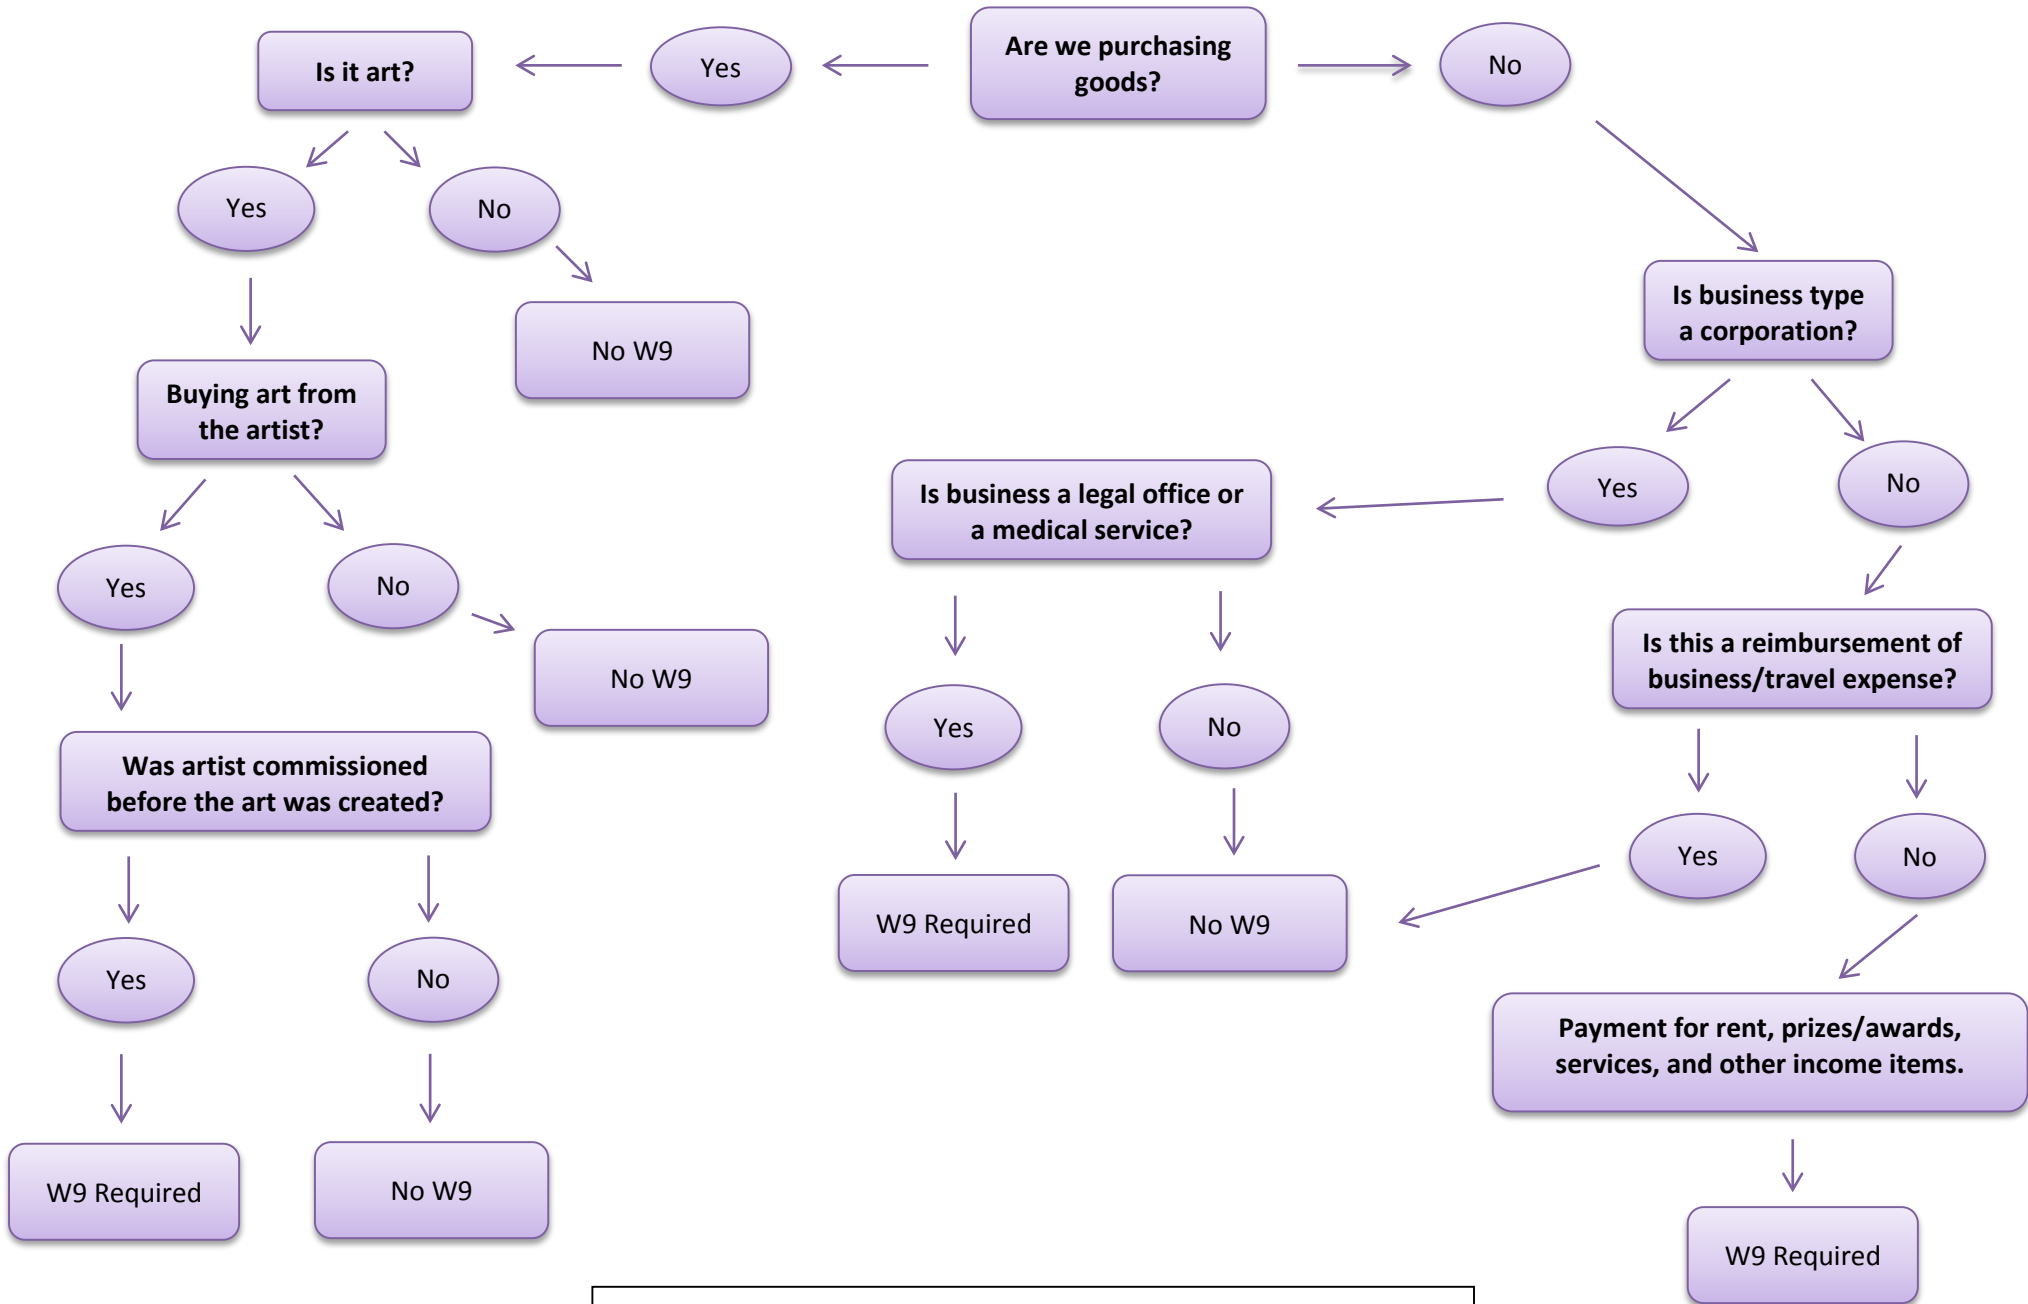 Is it art?
Yes
Are we purchasing
goods?
No
Yes
No
No W9
Is business type
a corporation?
Buying art from
the artist?
Is business a legal office or
a medical service?
Yes
No
Yes
No
No W9
Is this a reimbursement of
business/travel expense?
Yes
No
Was artist commissioned
before the art was created?
Yes
No
W9 Required
No W9
Yes
No
Payment for rent, prizes/awards,
services, and other income items.
W9 Required
No W9
W9 Required